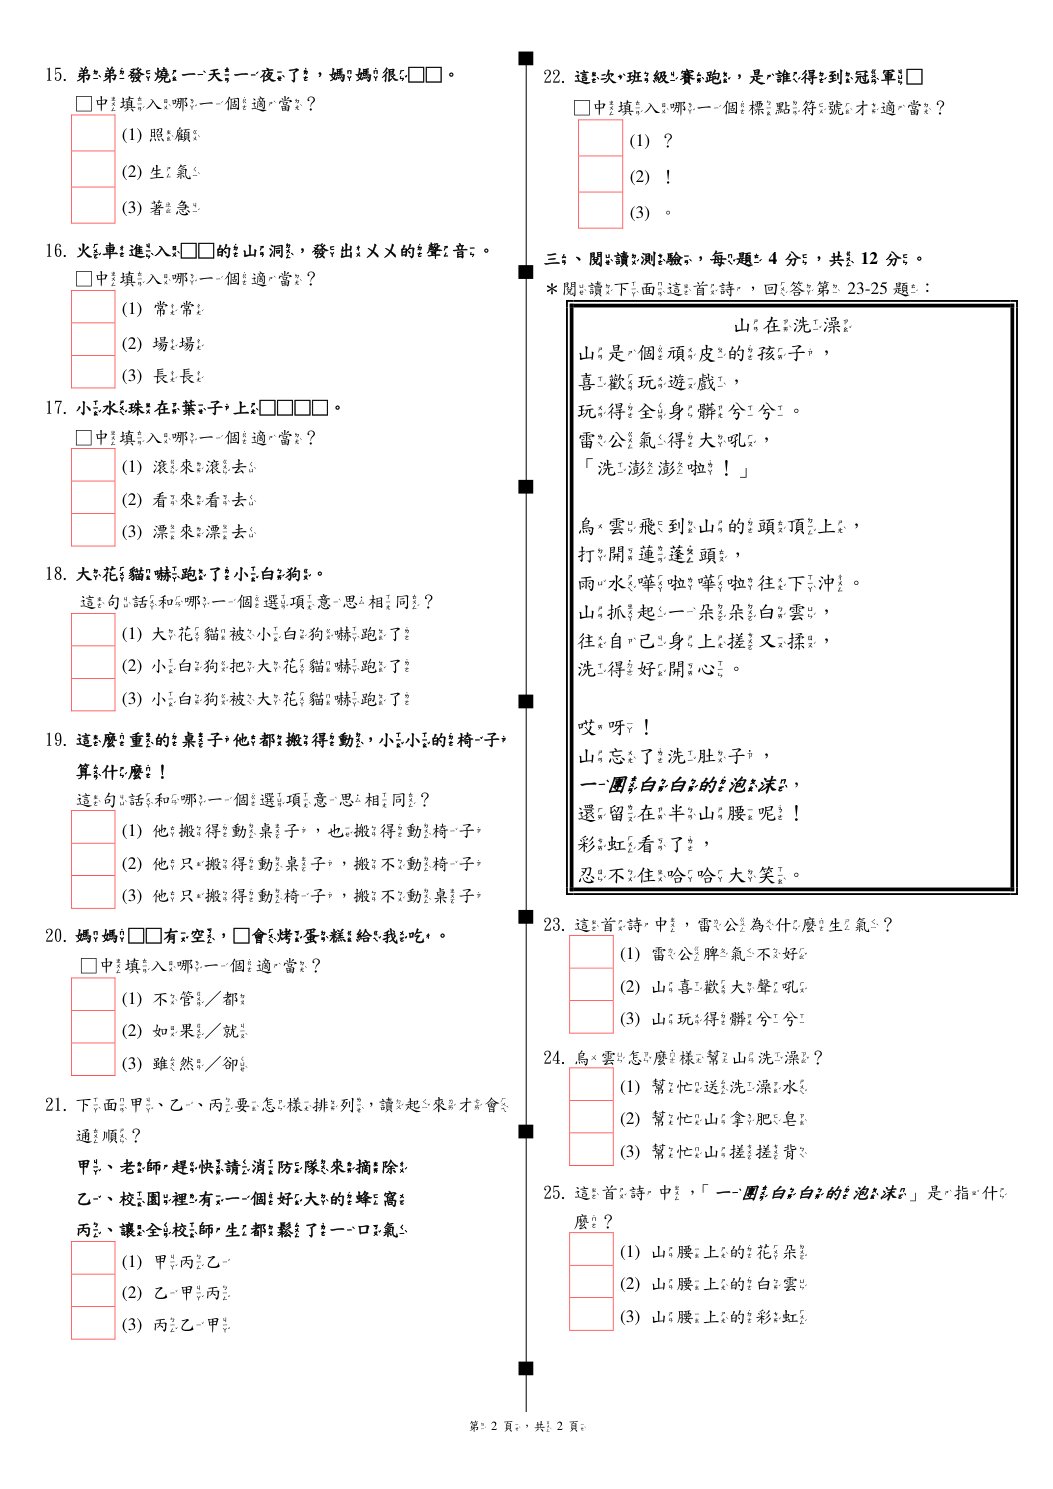 15. 弟弟發燒一天一夜了，媽媽很□□。
□中填入哪一個適當？
(1) 照顧
(2) 生氣
(3) 著急
16. 火車進入□□的山洞，發出ㄨㄨ的聲音。
□中填入哪一個適當？
(1) 常常
(2) 場場
(3) 長長
17. 小水珠在葉子上□□□□。
□中填入哪一個適當？
(1) 滾來滾去
(2) 看來看去
(3) 漂來漂去
18. 大花貓嚇跑了小白狗。
這句話和哪一個選項意思相同？
(1) 大花貓被小白狗嚇跑了
(2) 小白狗把大花貓嚇跑了
(3) 小白狗被大花貓嚇跑了
19. 這麼重的桌子他都搬得動，小小的椅子
算什麼！
這句話和哪一個選項意思相同？
(1) 他搬得動桌子，也搬得動椅子
(2) 他只搬得動桌子，搬不動椅子
(3) 他只搬得動椅子，搬不動桌子
20. 媽媽□□有空，□會烤蛋糕給我吃。
□中填入哪一個適當？
(1) 不管／都
(2) 如果／就
(3) 雖然／卻
21. 下面甲、乙、丙要怎樣排列，讀起來才會
通順？
甲、老師趕快請消防隊來摘除
乙、校園裡有一個好大的蜂窩
丙、讓全校師生都鬆了一口氣
(1) 甲丙乙
(2) 乙甲丙
(3) 丙乙甲
22. 這次班級賽跑，是誰得到冠軍□
□中填入哪一個標點符號才適當？
(1) ？
(2) ！
(3) 。
三、閱讀測驗，每題 4 分，共 12 分。
＊閱讀下面這首詩，回答第 23-25 題：
山在洗澡
山是個頑皮的孩子，
喜歡玩遊戲，
玩得全身髒兮兮。
雷公氣得大吼，
「洗澎澎啦！」
烏雲飛到山的頭頂上，
打開蓮蓬頭，
雨水嘩啦嘩啦往下沖。
山抓起一朵朵白雲，
往自己身上搓又揉，
洗得好開心。
哎呀！
山忘了洗肚子，
一團白白的泡沫，
還留在半山腰呢！
彩虹看了，
忍不住哈哈大笑。
23. 這首詩中，雷公為什麼生氣？
(1) 雷公脾氣不好
(2) 山喜歡大聲吼
(3) 山玩得髒兮兮
24. 烏雲怎麼樣幫山洗澡？
(1) 幫忙送洗澡水
(2) 幫忙山拿肥皂
(3) 幫忙山搓搓背
25. 這首詩中，「一團白白的泡沫」是指什
麼？
(1) 山腰上的花朵
(2) 山腰上的白雲
(3) 山腰上的彩虹
第 2 頁，共 2 頁